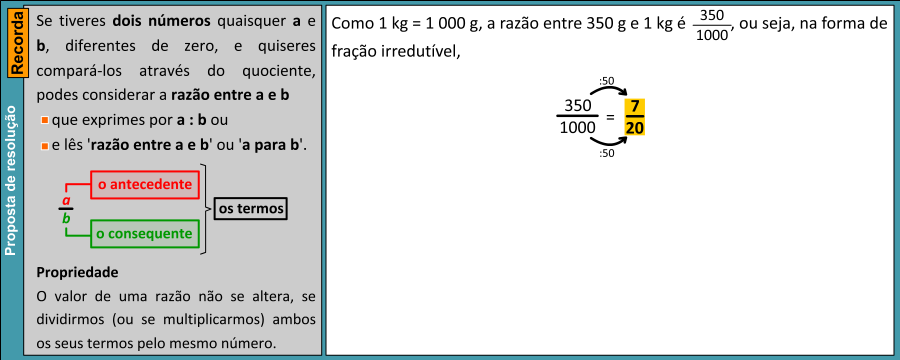 Recorda
Proposta de resolução
Se tiveres dois números quaisquer a e
b, diferentes de zero, e quiseres
compará-los através do quociente,
podes considerar a razão entre a e b
que exprimes por a : b ou
e lês 'razão entre a e b' ou 'a para b'.
a
b
o antecedente
o consequente
os termos
Propriedade
O valor de uma razão não se altera, se
dividirmos (ou se multiplicarmos) ambos
os seus termos pelo mesmo número.
Como 1 kg = 1 000 g, a razão entre 350 g e 1 kg é 350/1000, ou seja, na forma de
fração irredutível,
:50
350/1000 = 7/20
:50